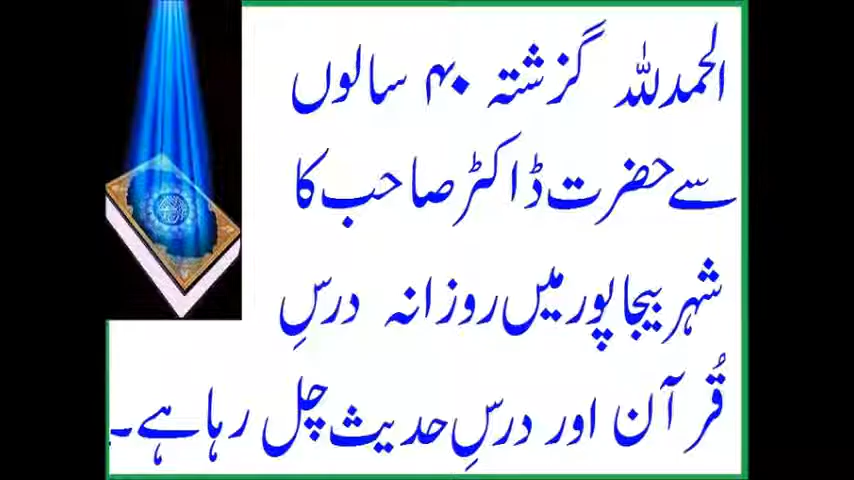 الحمدللہ گزشتہ ۴۰ سالوں
سے حضرت ڈاکٹر صاحب کا
شہر بیجاپور میں روزانہ درسِ
قُرآن اور درسِ حدیث چل رہا ہے۔